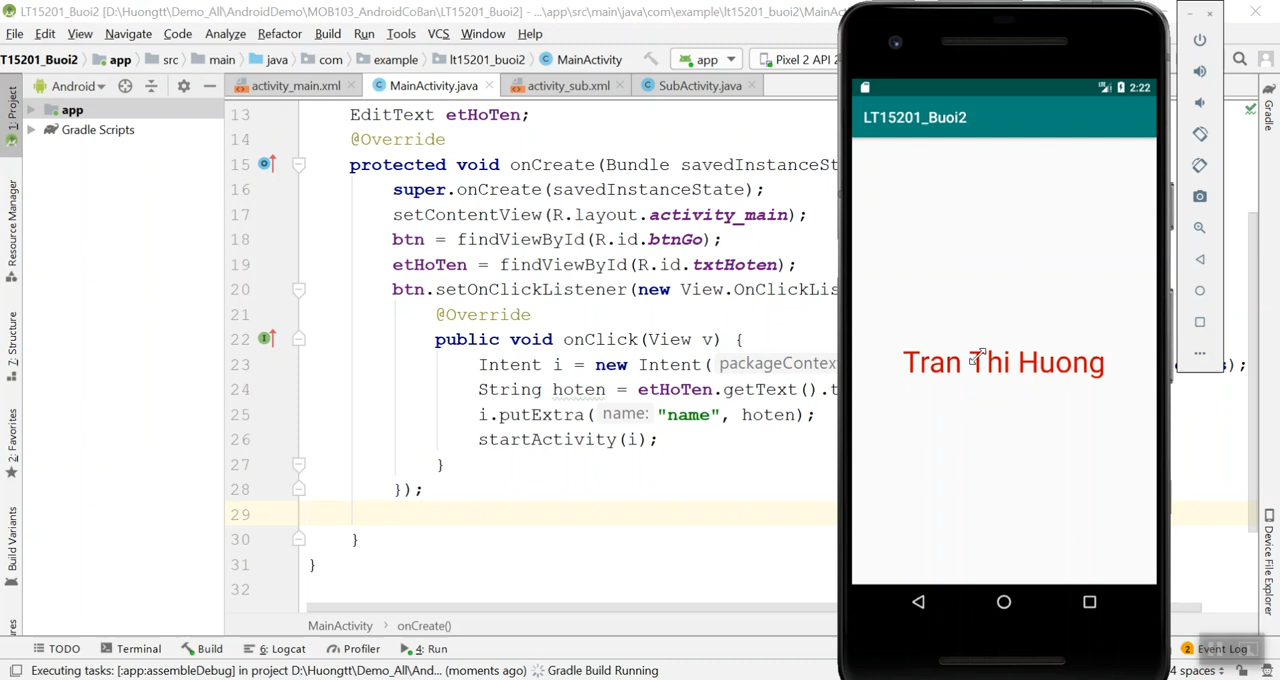 LT15201_Buoi2 [D:\Huongtt\Demo_All\AndroidDemo\MOB103_AndroidCoBan\LT15201_Buoi2] - ...\app\src\main\java\com\example\lt15201_buoi2\MainAc
File Edit View Navigate Code Analyze Refactor Build Run Tools VCS Window Help
T15201_Buoi2 app src main java com example lt15201_buoi2 MainActivity app Pixel 2 API 2
Android activity_main.xml MainActivity.java activity_sub.xml SubActivity.java
1: Project
Resource Manager
7: Structure
2: Favorites
Build Variants
app
Gradle Scripts
13 EditText etHoTen;
14 @Override
15 protected void onCreate(Bundle savedInstanceSt
16 super.onCreate(savedInstanceState);
17 setContentView(R.layout.activity_main);
18 btn = findViewById(R.id.btnGo);
19 etHoTen = findViewById(R.id.txtHoten);
20 btn.setOnClickListener(new View.OnClickLis
21 @Override
22 public void onClick(View v) {
23 Intent i = new Intent( packageContex s);
24 String hoten = etHoTen.getText().t
25 i.putExtra( name: "name", hoten);
26 startActivity(i);
27 }
28 });
29
30 }
31 }
32
MainActivity › onCreate()
2:22
LT15201_Buoi2
Tran Thi Huong
Gradle
Device File Explorer
TODO Terminal Build 6: Logcat Profiler 4: Run 2 Event Log
Executing tasks: [:app:assembleDebug] in project D:\Huongtt\Demo_All\And... (moments ago) Gradle Build Running 4 spaces